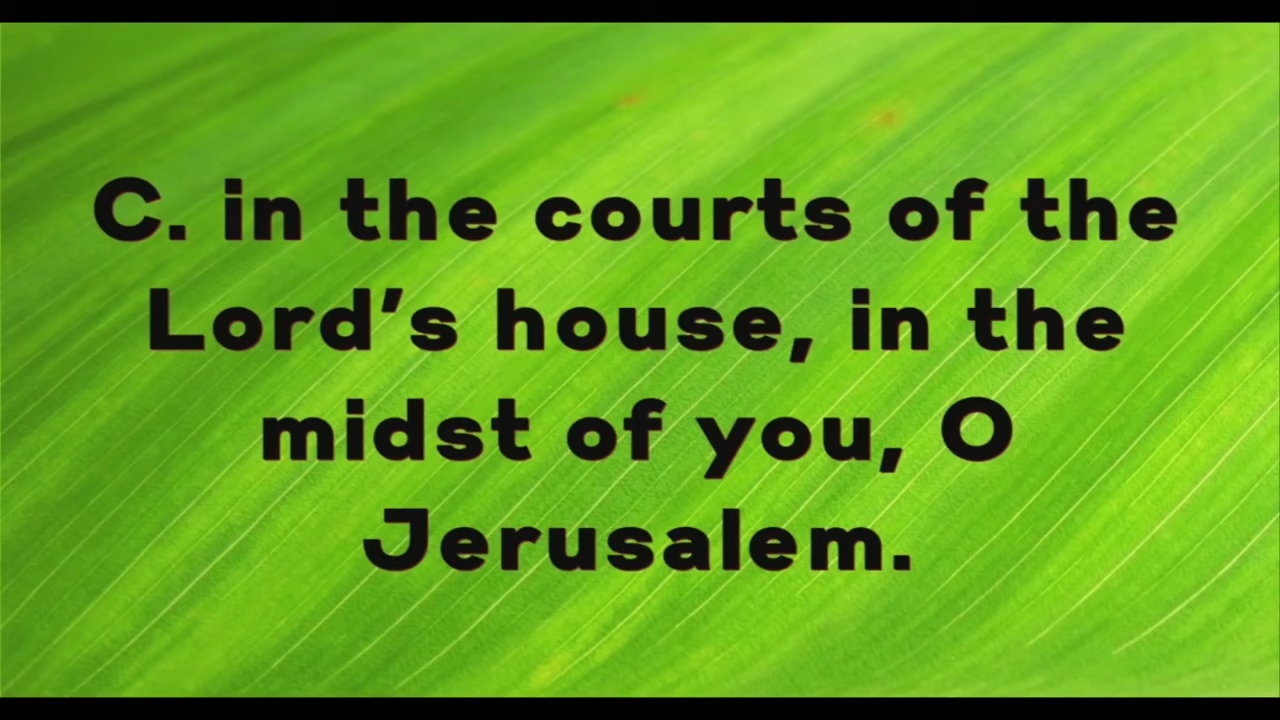 C. in the courts of the
Lord’s house, in the
midst of you, O
Jerusalem.